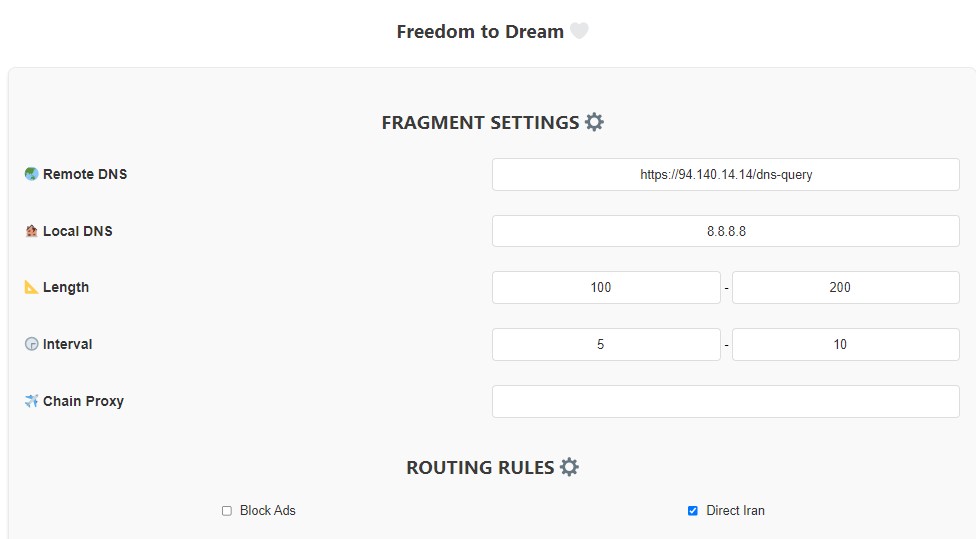 Freedom to Dream
FRAGMENT SETTINGS
Remote DNS https://94.140.14.14/dns-query
Local DNS 8.8.8.8
Length 100 - 200
Interval 5 - 10
Chain Proxy
ROUTING RULES
Block Ads Direct Iran